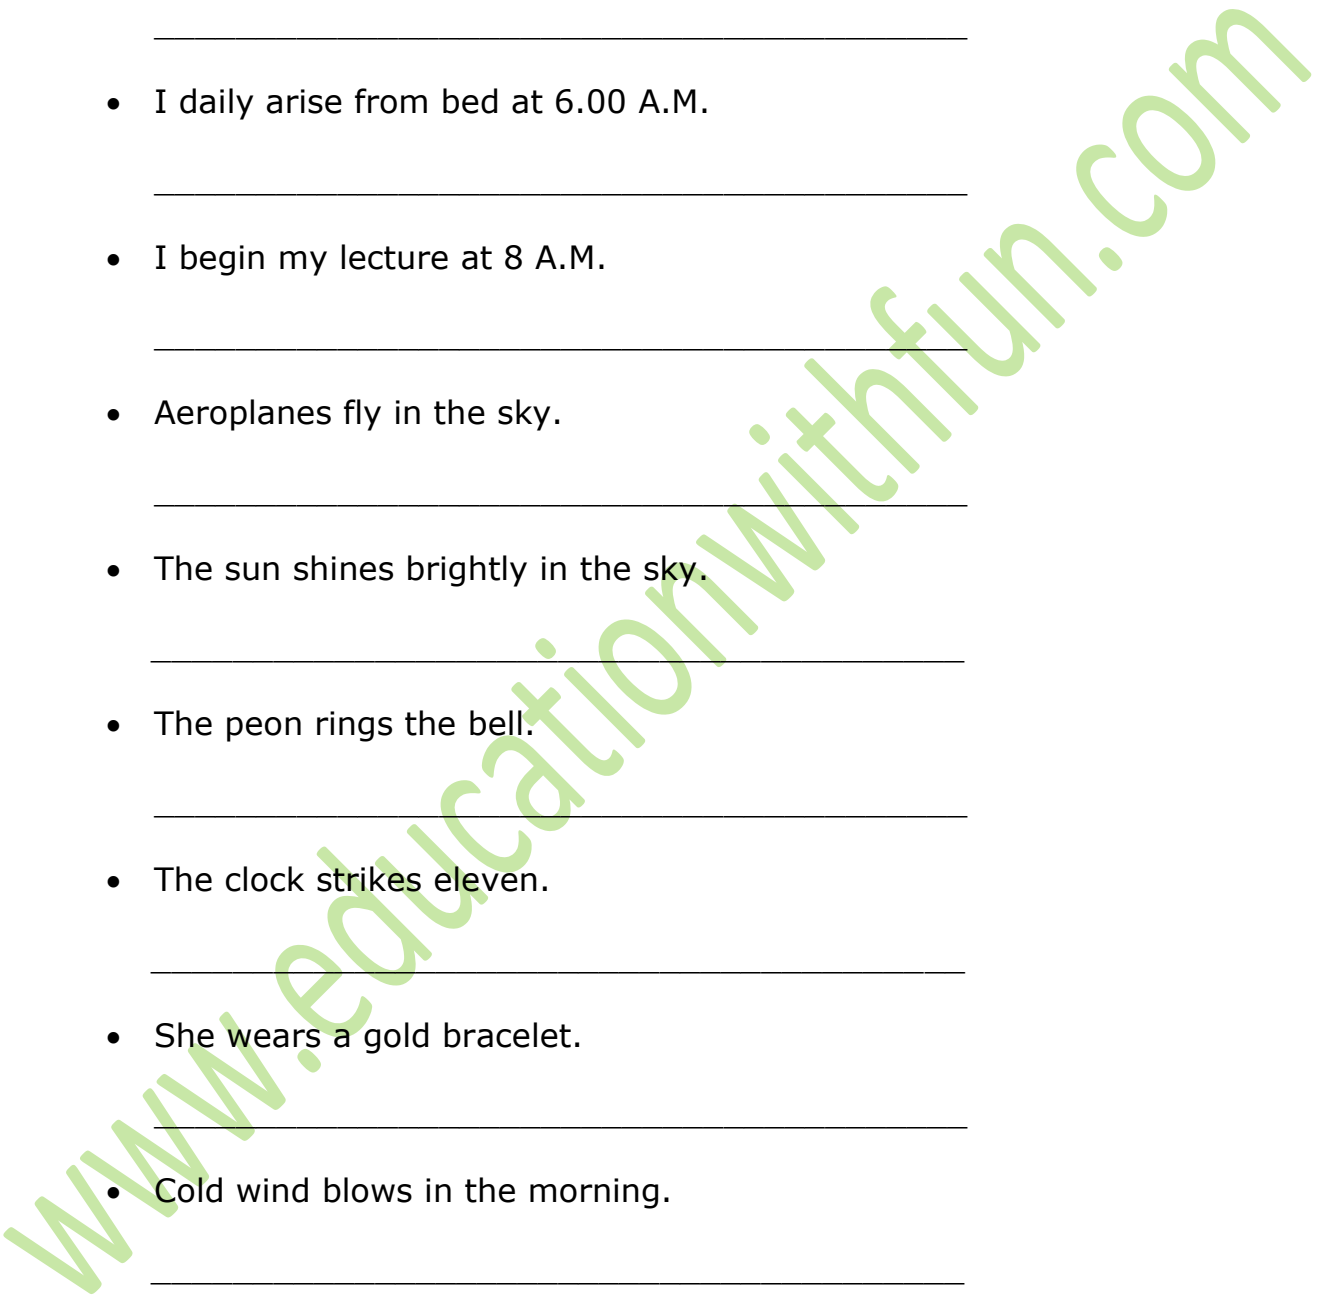 • I daily arise from bed at 6.00 A.M.
• I begin my lecture at 8 A.M.
• Aeroplanes fly in the sky.
• The sun shines brightly in the sky.
• The peon rings the bell.
• The clock strikes eleven.
• She wears a gold bracelet.
• Cold wind blows in the morning.
www.educationwithfun.com